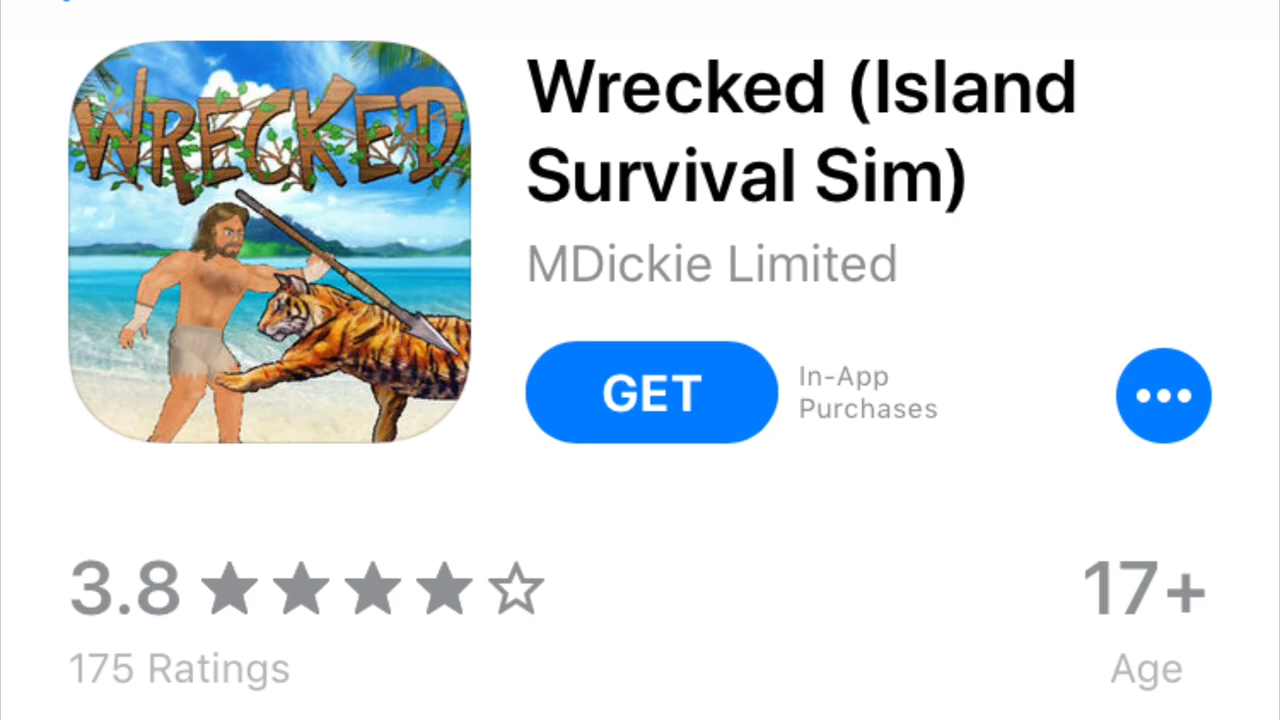 WRECKED
Wrecked (Island
Survival Sim)
MDickie Limited
GET
In-App
Purchases
3.8
17+
175 Ratings
Age